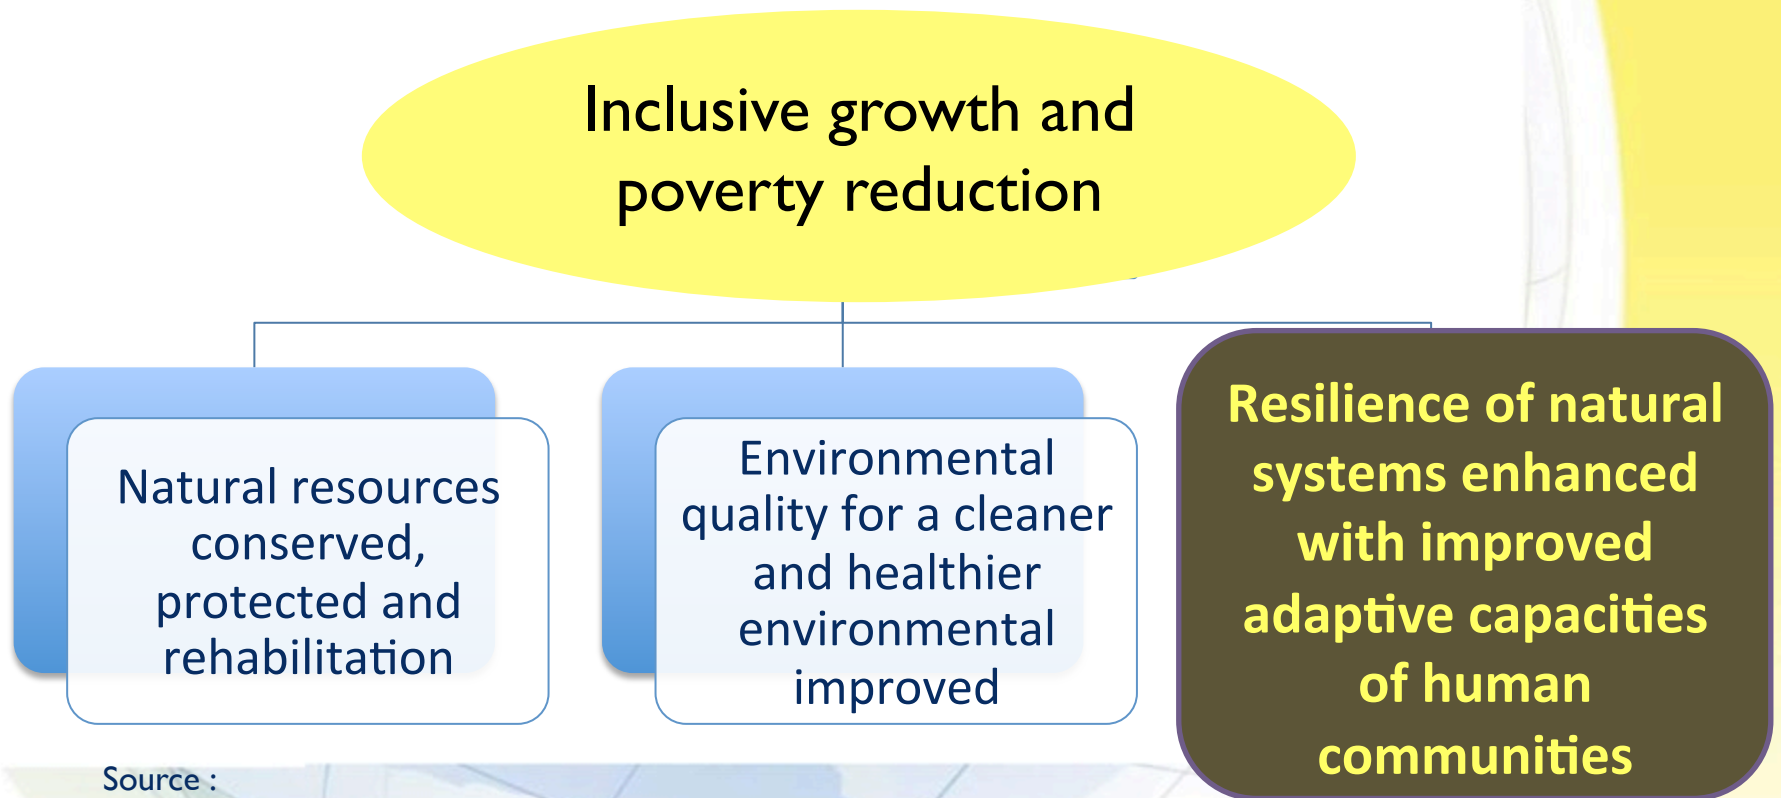 Inclusive growth and
poverty reduction
Natural resources
conserved,
protected and
rehabilitation
Environmental
quality for a cleaner
and healthier
environmental
improved
Resilience of natural
systems enhanced
with improved
adaptive capacities
of human
communities
Source :